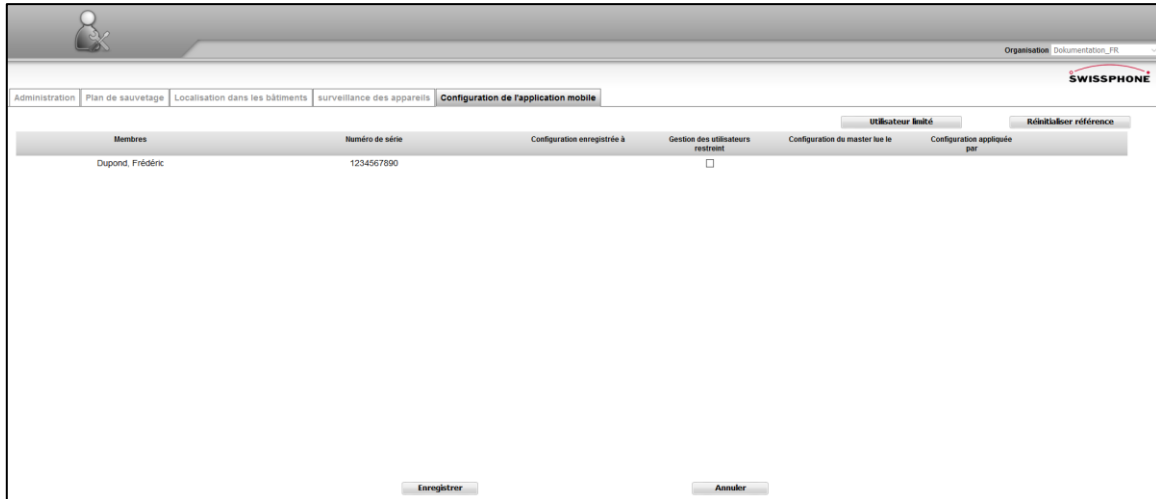 Organisation Dokumentation_FR
SWISSPHONE
Administration Plan de sauvetage Localisation dans les bâtiments surveillance des appareils Configuration de l'application mobile
Utilisateur limité Réinitialiser référence
Membres Numéro de série Configuration enregistrée à Gestion des utilisateurs restreint Configuration du master lue le Configuration appliquée par
Dupond, Frédéric 1234567890
Enregistrer Annuler